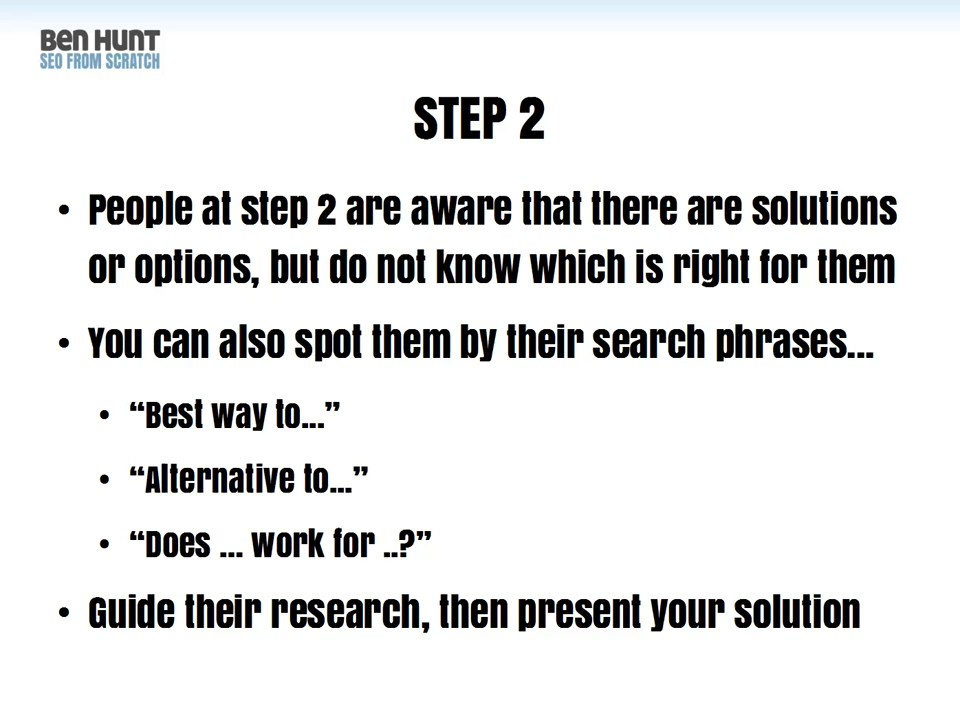 Ben Hunt
SEO FROM SCRATCH
STEP 2
• People at step 2 are aware that there are solutions
or options, but do not know which is right for them
• You can also spot them by their search phrases...
• “Best way to...”
• “Alternative to...”
• “Does ... work for ..?”
• Guide their research, then present your solution